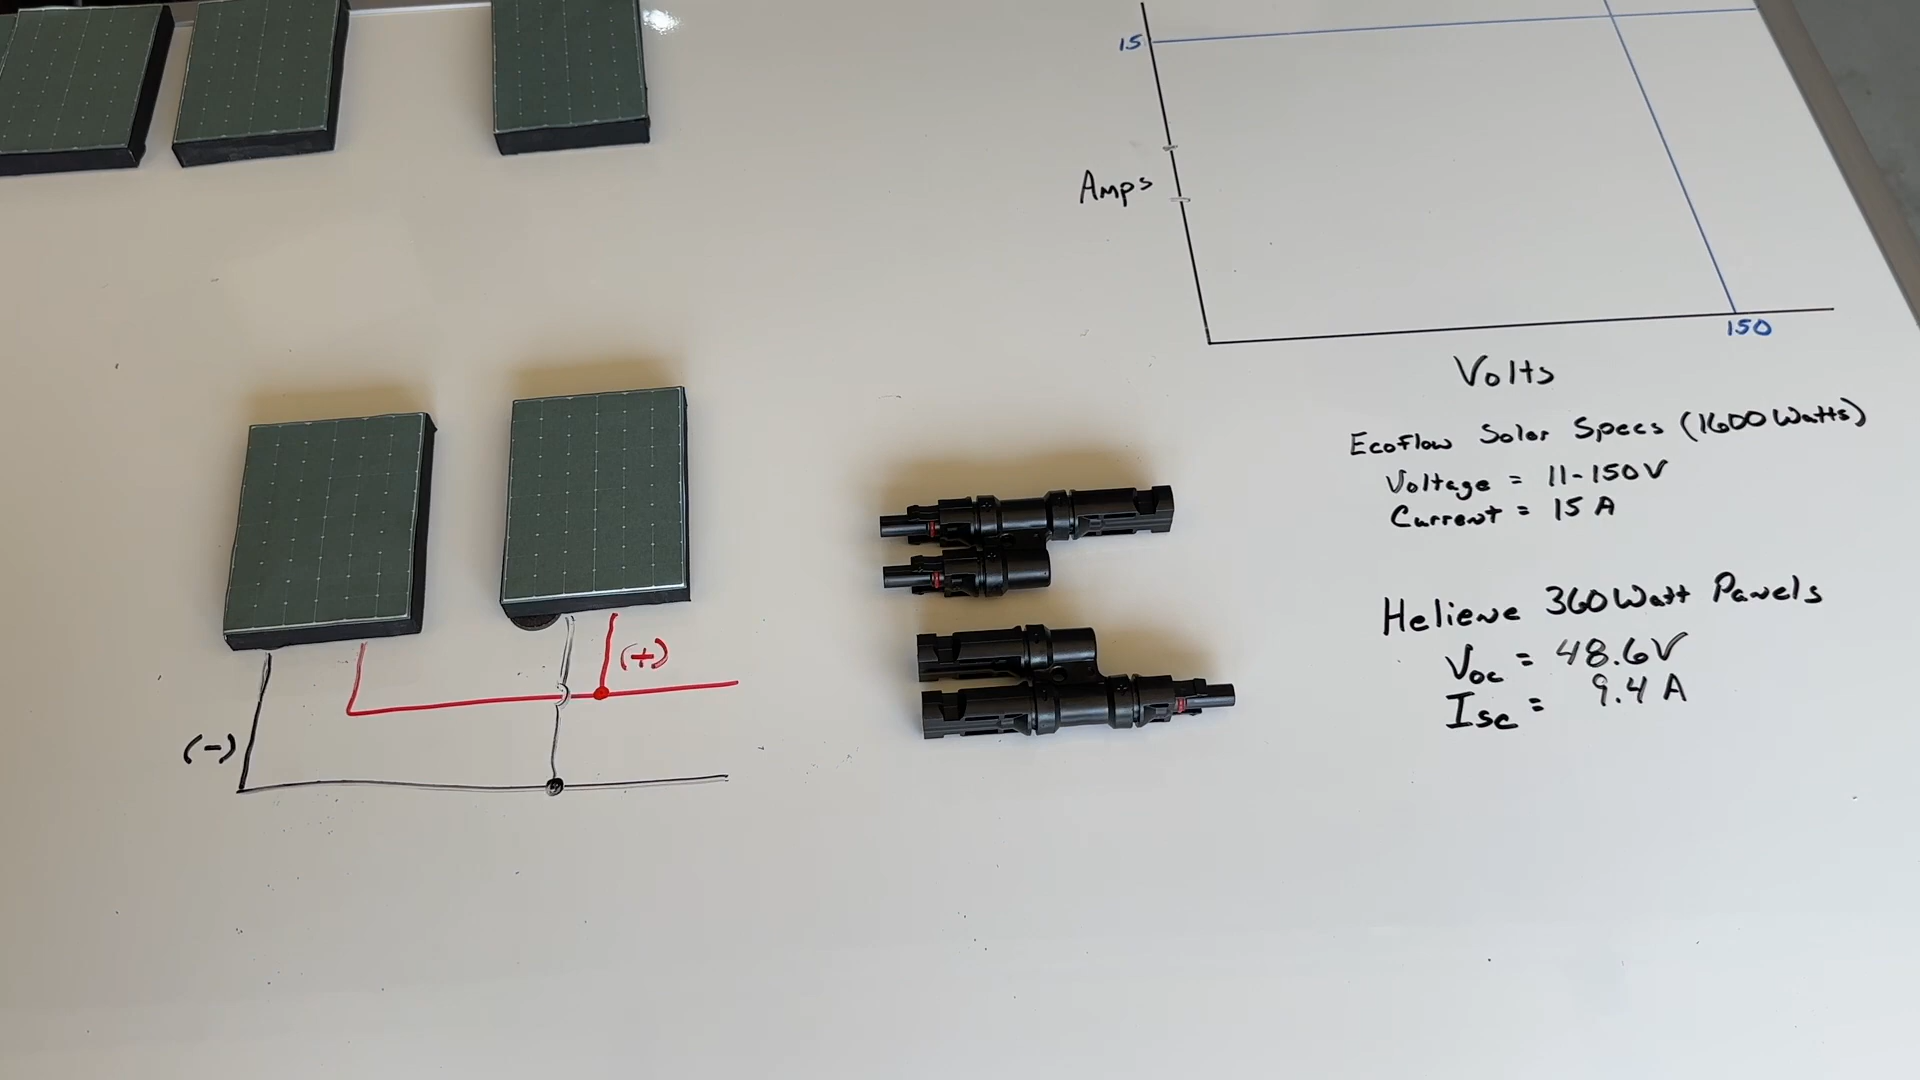 15
Amps
150
Volts
EcoFlow Solar Specs (1600 Watts)
Voltage = 11-150V
Current = 15 A
Heliene 360 Watt Panels
Voc = 48.6V
Isc = 9.4 A
(+)
(-)